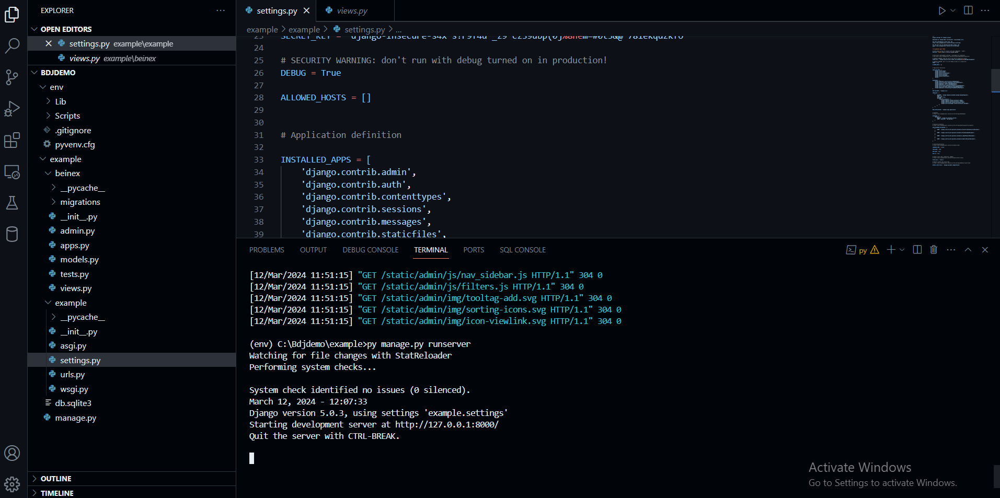 EXPLORER
OPEN EDITORS
settings.py example\example
views.py example\beinex
BDJDEMO
env
Lib
Scripts
.gitignore
pyvenv.cfg
example
beinex
__pycache__
migrations
__init__.py
admin.py
apps.py
models.py
tests.py
views.py
example
__pycache__
__init__.py
asgi.py
settings.py
urls.py
wsgi.py
db.sqlite3
manage.py
OUTLINE
TIMELINE
settings.py
views.py
example > example > settings.py > ...
24
25 # SECURITY WARNING: don't run with debug turned on in production!
26 DEBUG = True
27
28 ALLOWED_HOSTS = []
29
30
31 # Application definition
32
33 INSTALLED_APPS = [
34 'django.contrib.admin',
35 'django.contrib.auth',
36 'django.contrib.contenttypes',
37 'django.contrib.sessions',
38 'django.contrib.messages',
39 'django.contrib.staticfiles',
PROBLEMS OUTPUT DEBUG CONSOLE TERMINAL PORTS SQL CONSOLE
py
[12/Mar/2024 11:51:15] "GET /static/admin/js/nav_sidebar.js HTTP/1.1" 304 0
[12/Mar/2024 11:51:15] "GET /static/admin/js/filters.js HTTP/1.1" 304 0
[12/Mar/2024 11:51:15] "GET /static/admin/img/tooltag-add.svg HTTP/1.1" 304 0
[12/Mar/2024 11:51:15] "GET /static/admin/img/sorting-icons.svg HTTP/1.1" 304 0
[12/Mar/2024 11:51:15] "GET /static/admin/img/icon-viewlink.svg HTTP/1.1" 304 0
(env) C:\Bdjdemo\example>py manage.py runserver
Watching for file changes with StatReloader
Performing system checks...
System check identified no issues (0 silenced).
March 12, 2024 - 12:07:33
Django version 5.0.3, using settings 'example.settings'
Starting development server at http://127.0.0.1:8000/
Quit the server with CTRL-BREAK.
Activate Windows
Go to Settings to activate Windows.